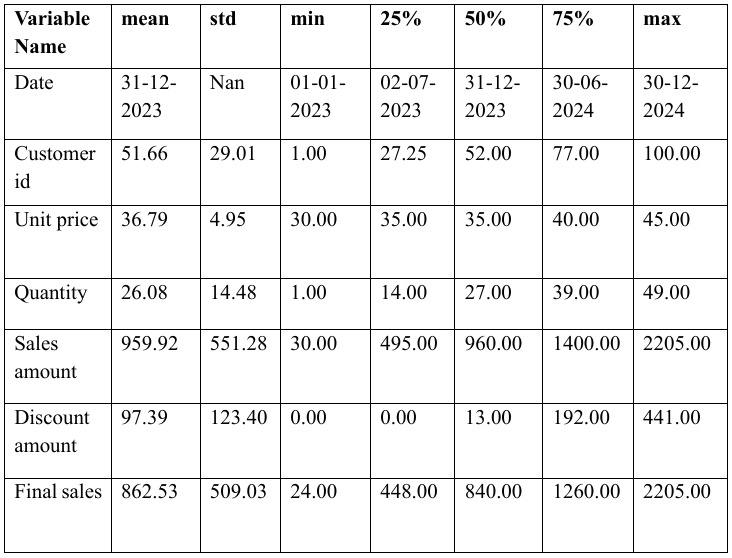 Variable Name mean std min 25% 50% 75% max
Date 31-12-2023 Nan 01-01-2023 02-07-2023 31-12-2023 30-06-2024 30-12-2024
Customer id 51.66 29.01 1.00 27.25 52.00 77.00 100.00
Unit price 36.79 4.95 30.00 35.00 35.00 40.00 45.00
Quantity 26.08 14.48 1.00 14.00 27.00 39.00 49.00
Sales amount 959.92 551.28 30.00 495.00 960.00 1400.00 2205.00
Discount amount 97.39 123.40 0.00 0.00 13.00 192.00 441.00
Final sales 862.53 509.03 24.00 448.00 840.00 1260.00 2205.00